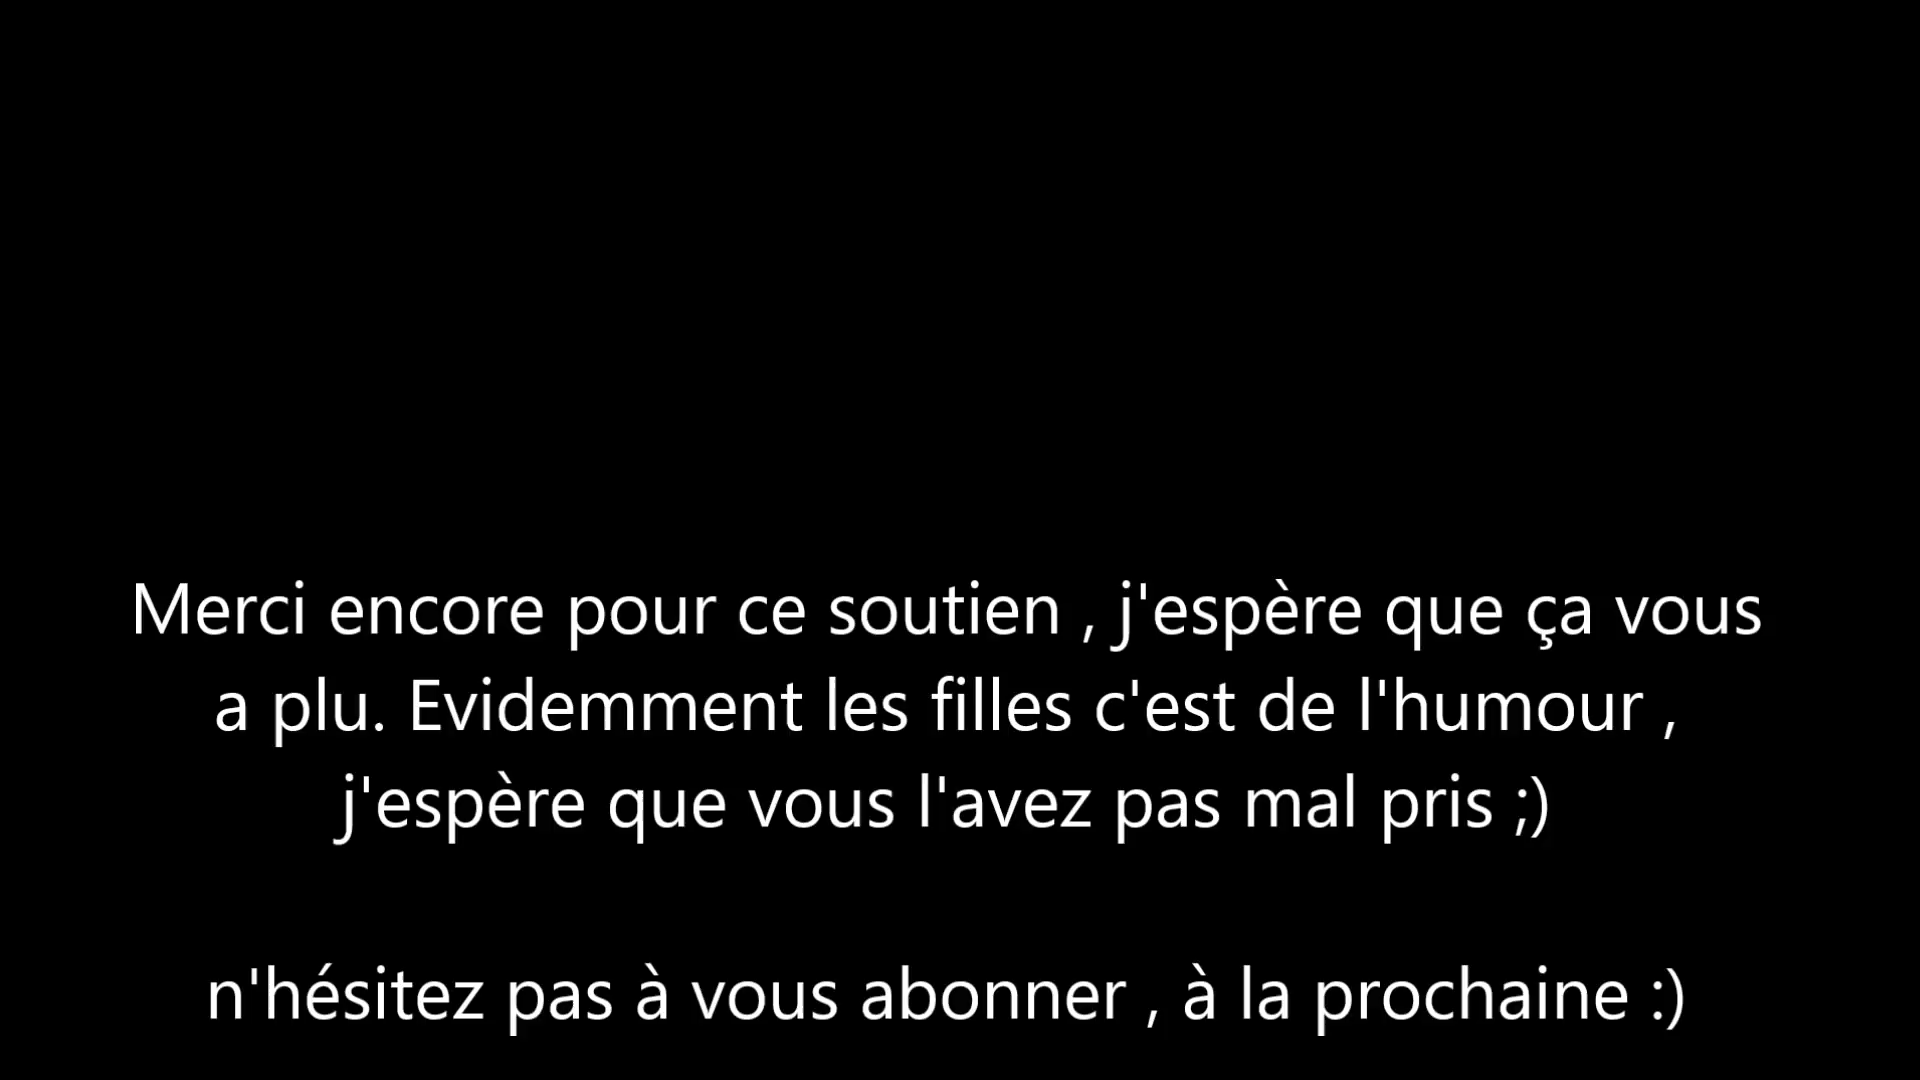 Merci encore pour ce soutien , j'espère que ça vous
a plu. Evidemment les filles c'est de l'humour ,
j'espère que vous l'avez pas mal pris ;)
n'hésitez pas à vous abonner , à la prochaine :)